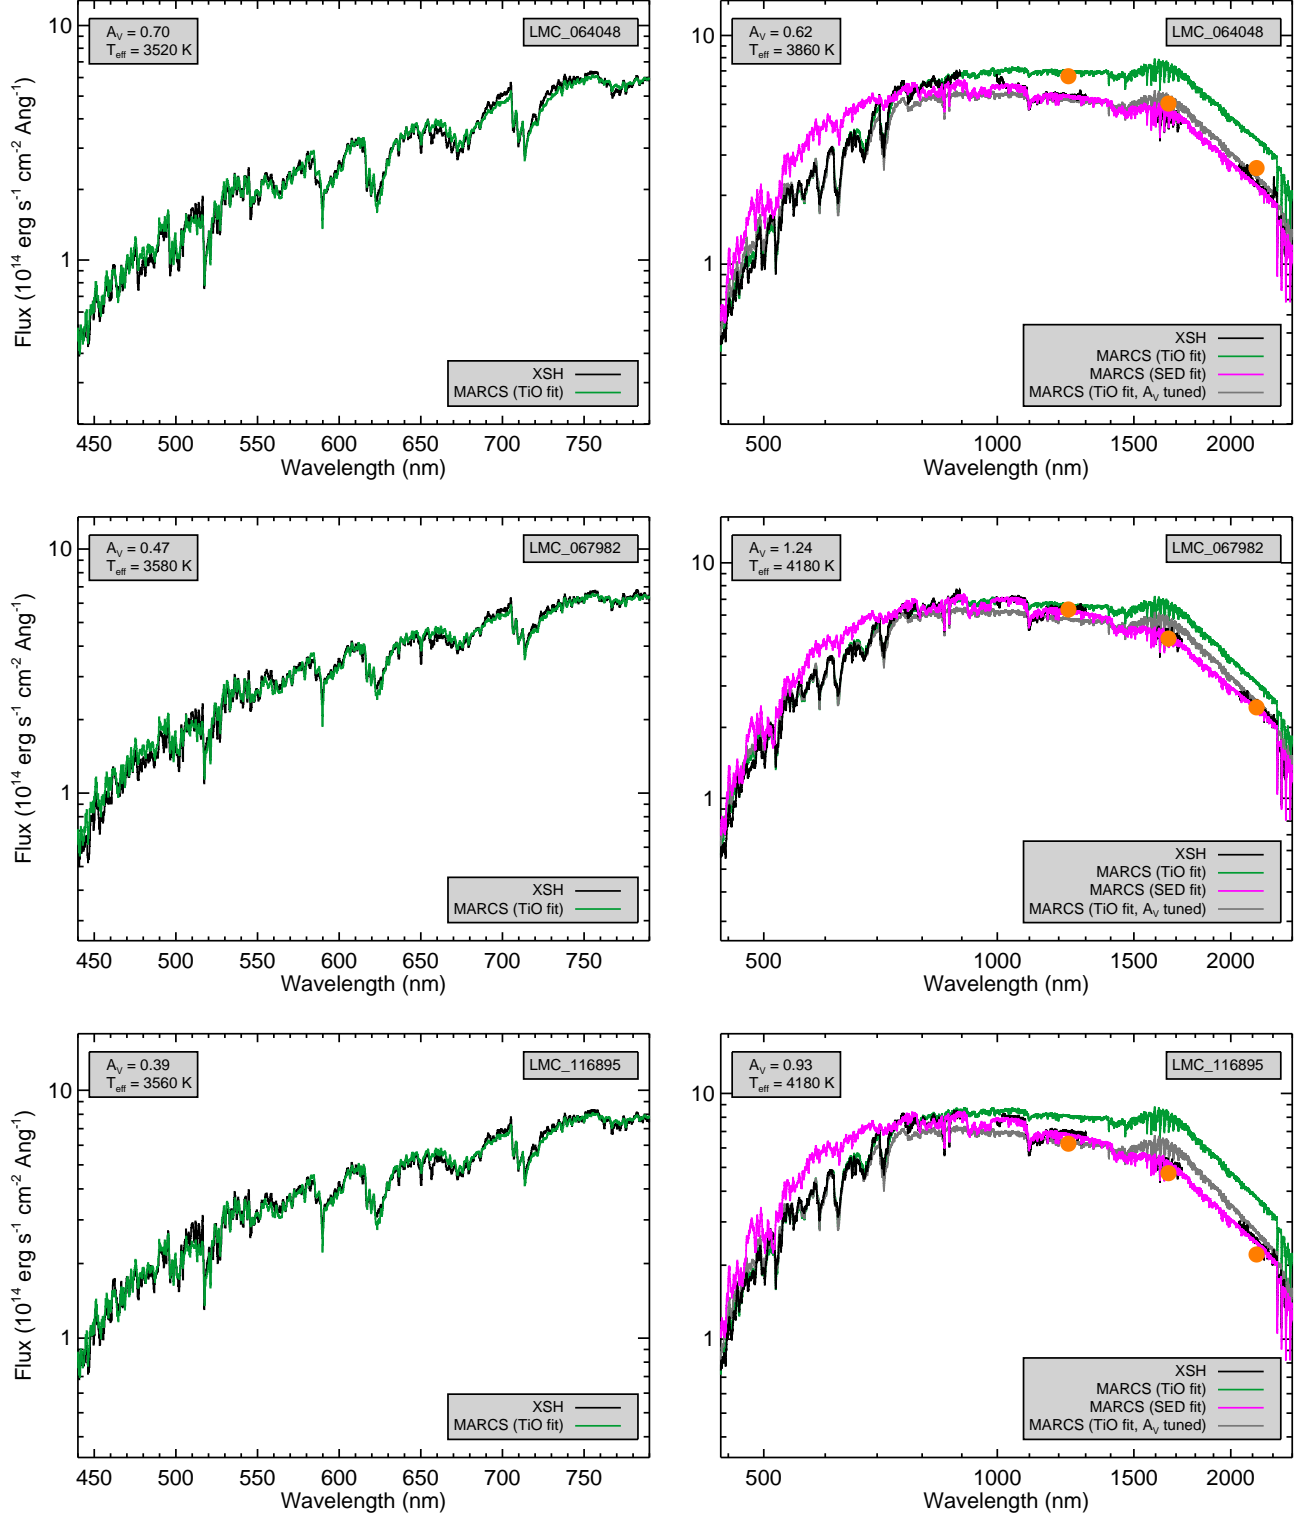 A_V = 0.70
T_eff = 3520 K
LMC_064048
10
1
Flux (10^14 erg s^-1 cm^-2 Ang^-1)
XSH
MARCS (TiO fit)
450 500 550 600 650 700 750
Wavelength (nm)
A_V = 0.62
T_eff = 3860 K
LMC_064048
10
1
XSH
MARCS (TiO fit)
MARCS (SED fit)
MARCS (TiO fit, A_V tuned)
500 1000 1500 2000
Wavelength (nm)
A_V = 0.47
T_eff = 3580 K
LMC_067982
10
1
Flux (10^14 erg s^-1 cm^-2 Ang^-1)
XSH
MARCS (TiO fit)
450 500 550 600 650 700 750
Wavelength (nm)
A_V = 1.24
T_eff = 4180 K
LMC_067982
10
1
XSH
MARCS (TiO fit)
MARCS (SED fit)
MARCS (TiO fit, A_V tuned)
500 1000 1500 2000
Wavelength (nm)
A_V = 0.39
T_eff = 3560 K
LMC_116895
10
1
Flux (10^14 erg s^-1 cm^-2 Ang^-1)
XSH
MARCS (TiO fit)
450 500 550 600 650 700 750
Wavelength (nm)
A_V = 0.93
T_eff = 4180 K
LMC_116895
10
1
XSH
MARCS (TiO fit)
MARCS (SED fit)
MARCS (TiO fit, A_V tuned)
500 1000 1500 2000
Wavelength (nm)